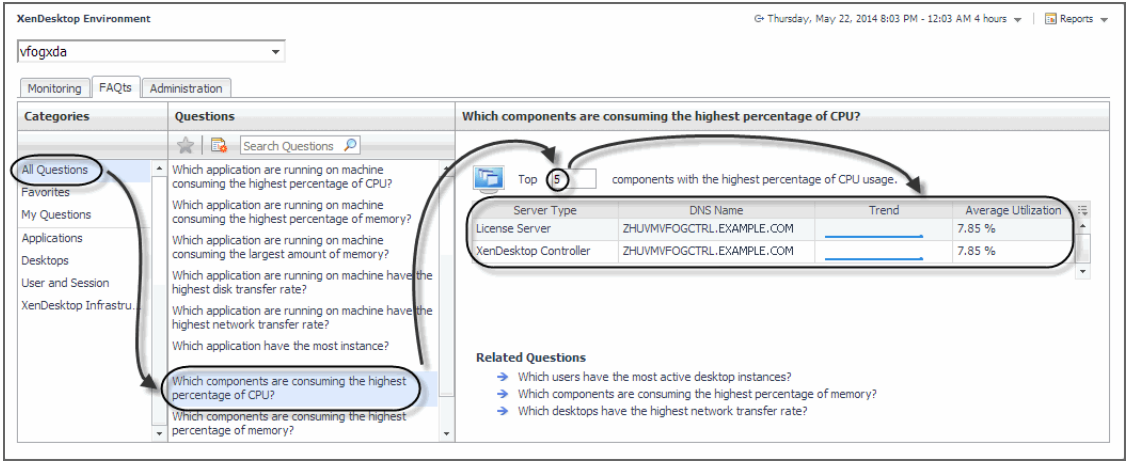 XenDesktop Environment
Thursday, May 22, 2014 8:03 PM - 12:03 AM 4 hours
Reports
vfogxda
Monitoring
FAQts
Administration
Categories
All Questions
Favorites
My Questions
Applications
Desktops
User and Session
XenDesktop Infrastru...
Questions
Search Questions
Which application are running on machine
consuming the highest percentage of CPU?
Which application are running on machine
consuming the highest percentage of memory?
Which application are running on machine
consuming the largest amount of memory?
Which application are running on machine have the
highest disk transfer rate?
Which application are running on machine have the
highest network transfer rate?
Which application have the most instance?
Which components are consuming the highest
percentage of CPU?
Which components are consuming the highest
percentage of memory?
Which components are consuming the highest percentage of CPU?
Top 5 components with the highest percentage of CPU usage.
Server Type DNS Name Trend Average Utilization
License Server ZHUVMVFOGCTRL.EXAMPLE.COM 7.85 %
XenDesktop Controller ZHUVMVFOGCTRL.EXAMPLE.COM 7.85 %
Related Questions
Which users have the most active desktop instances?
Which components are consuming the highest percentage of memory?
Which desktops have the highest network transfer rate?